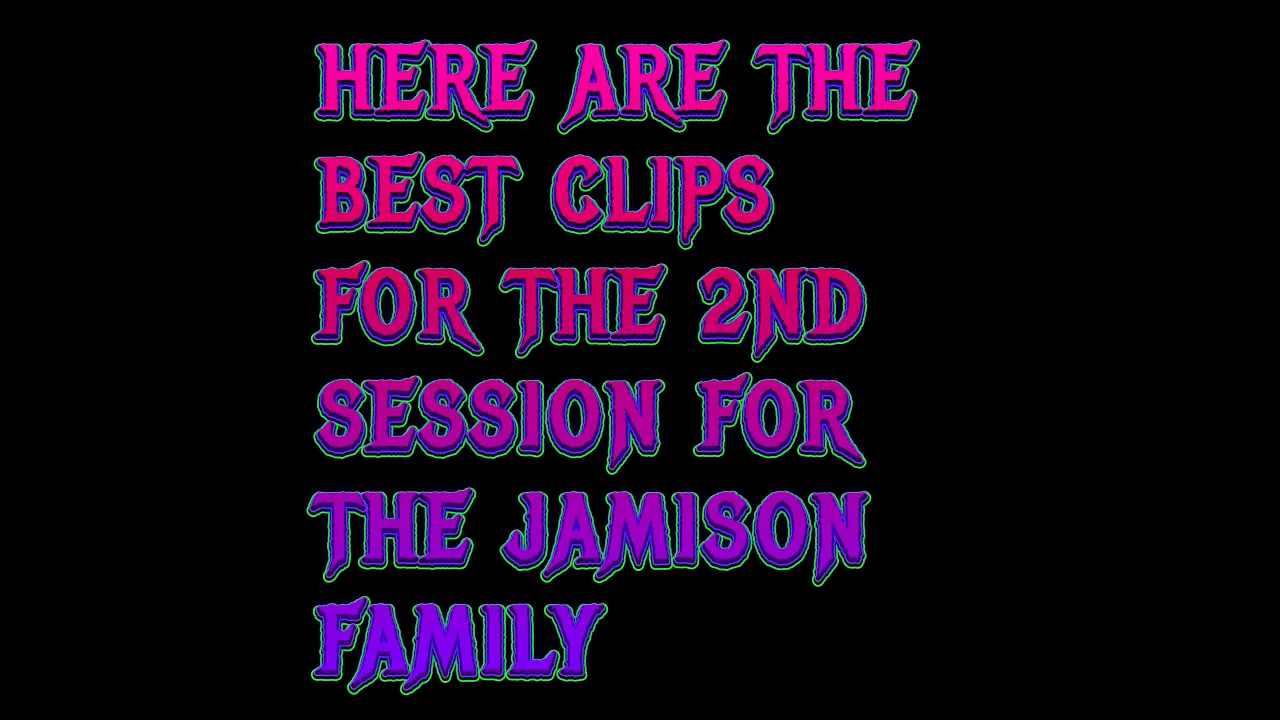 HERE ARE THE
BEST CLIPS
FOR THE 2ND
SESSION FOR
THE JAMISON
FAMILY